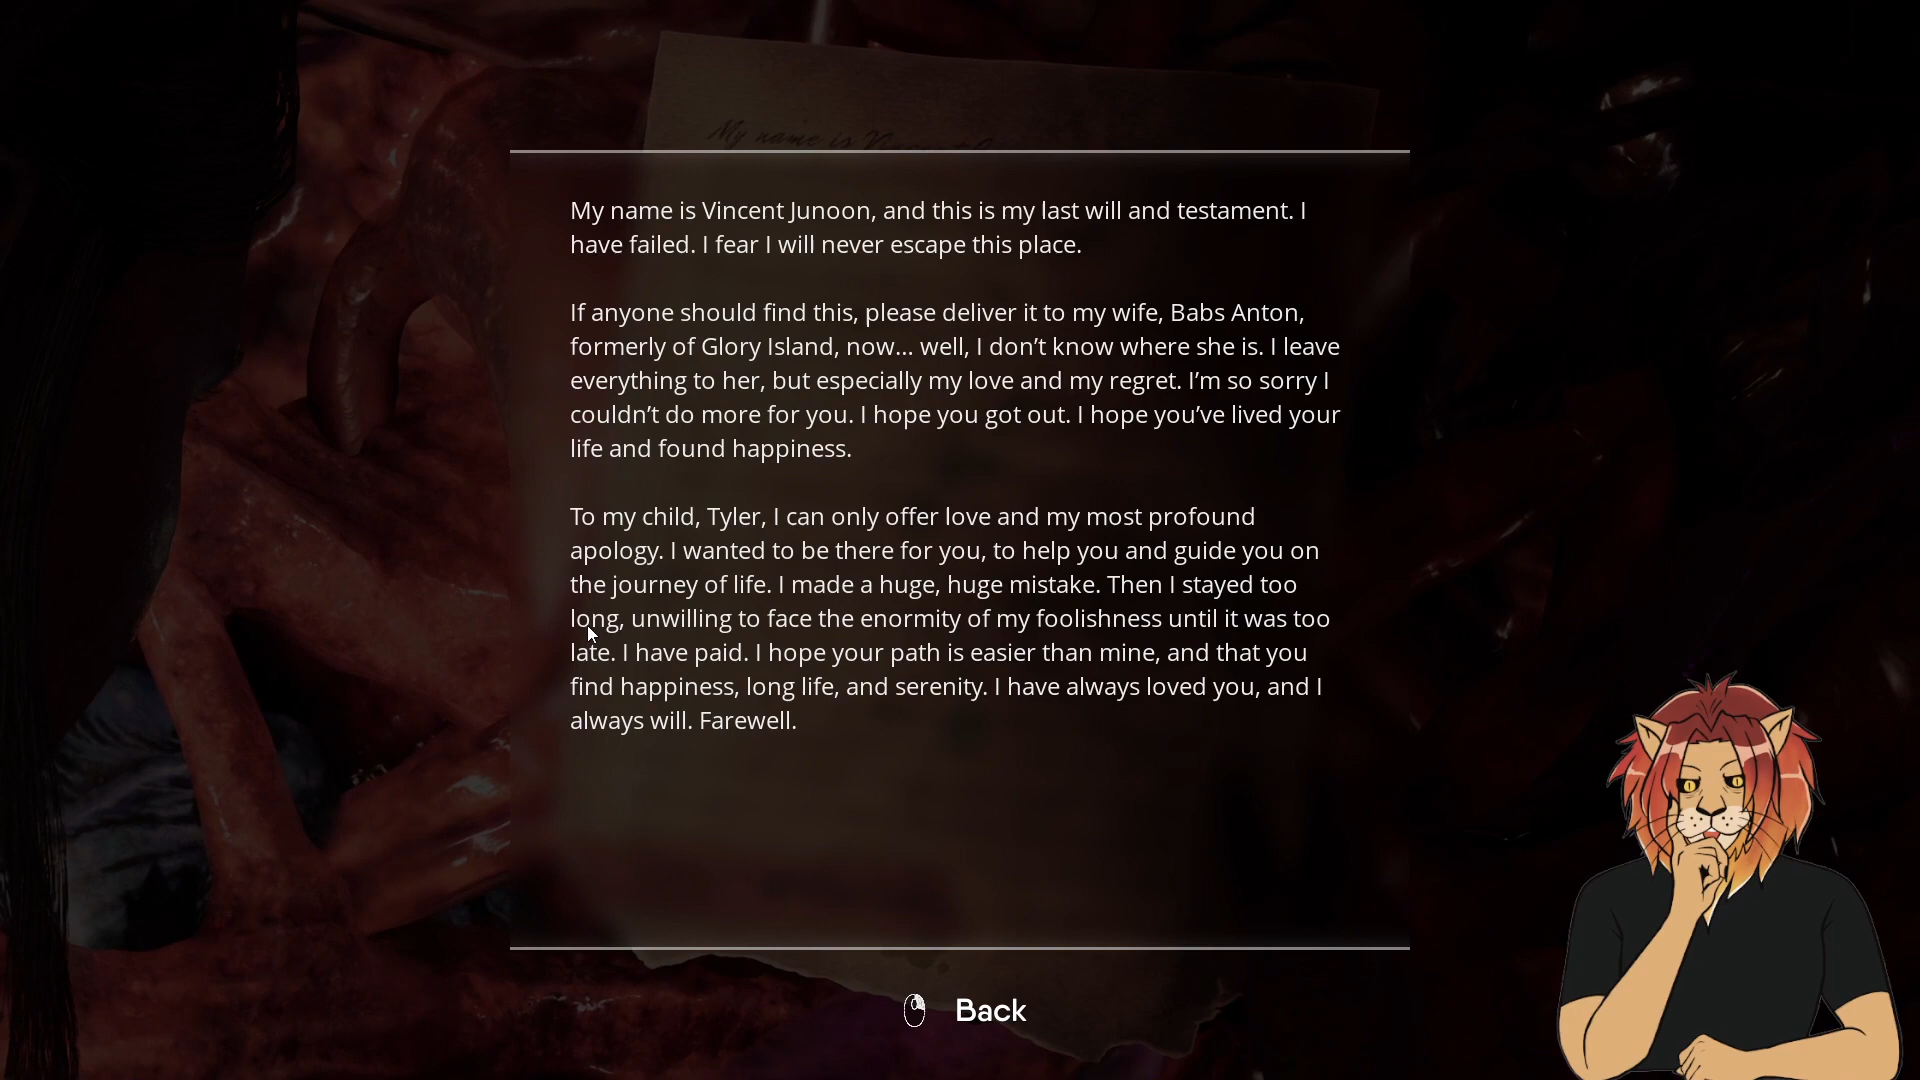 My name is Vincent
My name is Vincent Junoon, and this is my last will and testament. I
have failed. I fear I will never escape this place.
If anyone should find this, please deliver it to my wife, Babs Anton,
formerly of Glory Island, now… well, I don’t know where she is. I leave
everything to her, but especially my love and my regret. I’m so sorry I
couldn’t do more for you. I hope you got out. I hope you’ve lived your
life and found happiness.
To my child, Tyler, I can only offer love and my most profound
apology. I wanted to be there for you, to help you and guide you on
the journey of life. I made a huge, huge mistake. Then I stayed too
long, unwilling to face the enormity of my foolishness until it was too
late. I have paid. I hope your path is easier than mine, and that you
find happiness, long life, and serenity. I have always loved you, and I
always will. Farewell.
Back